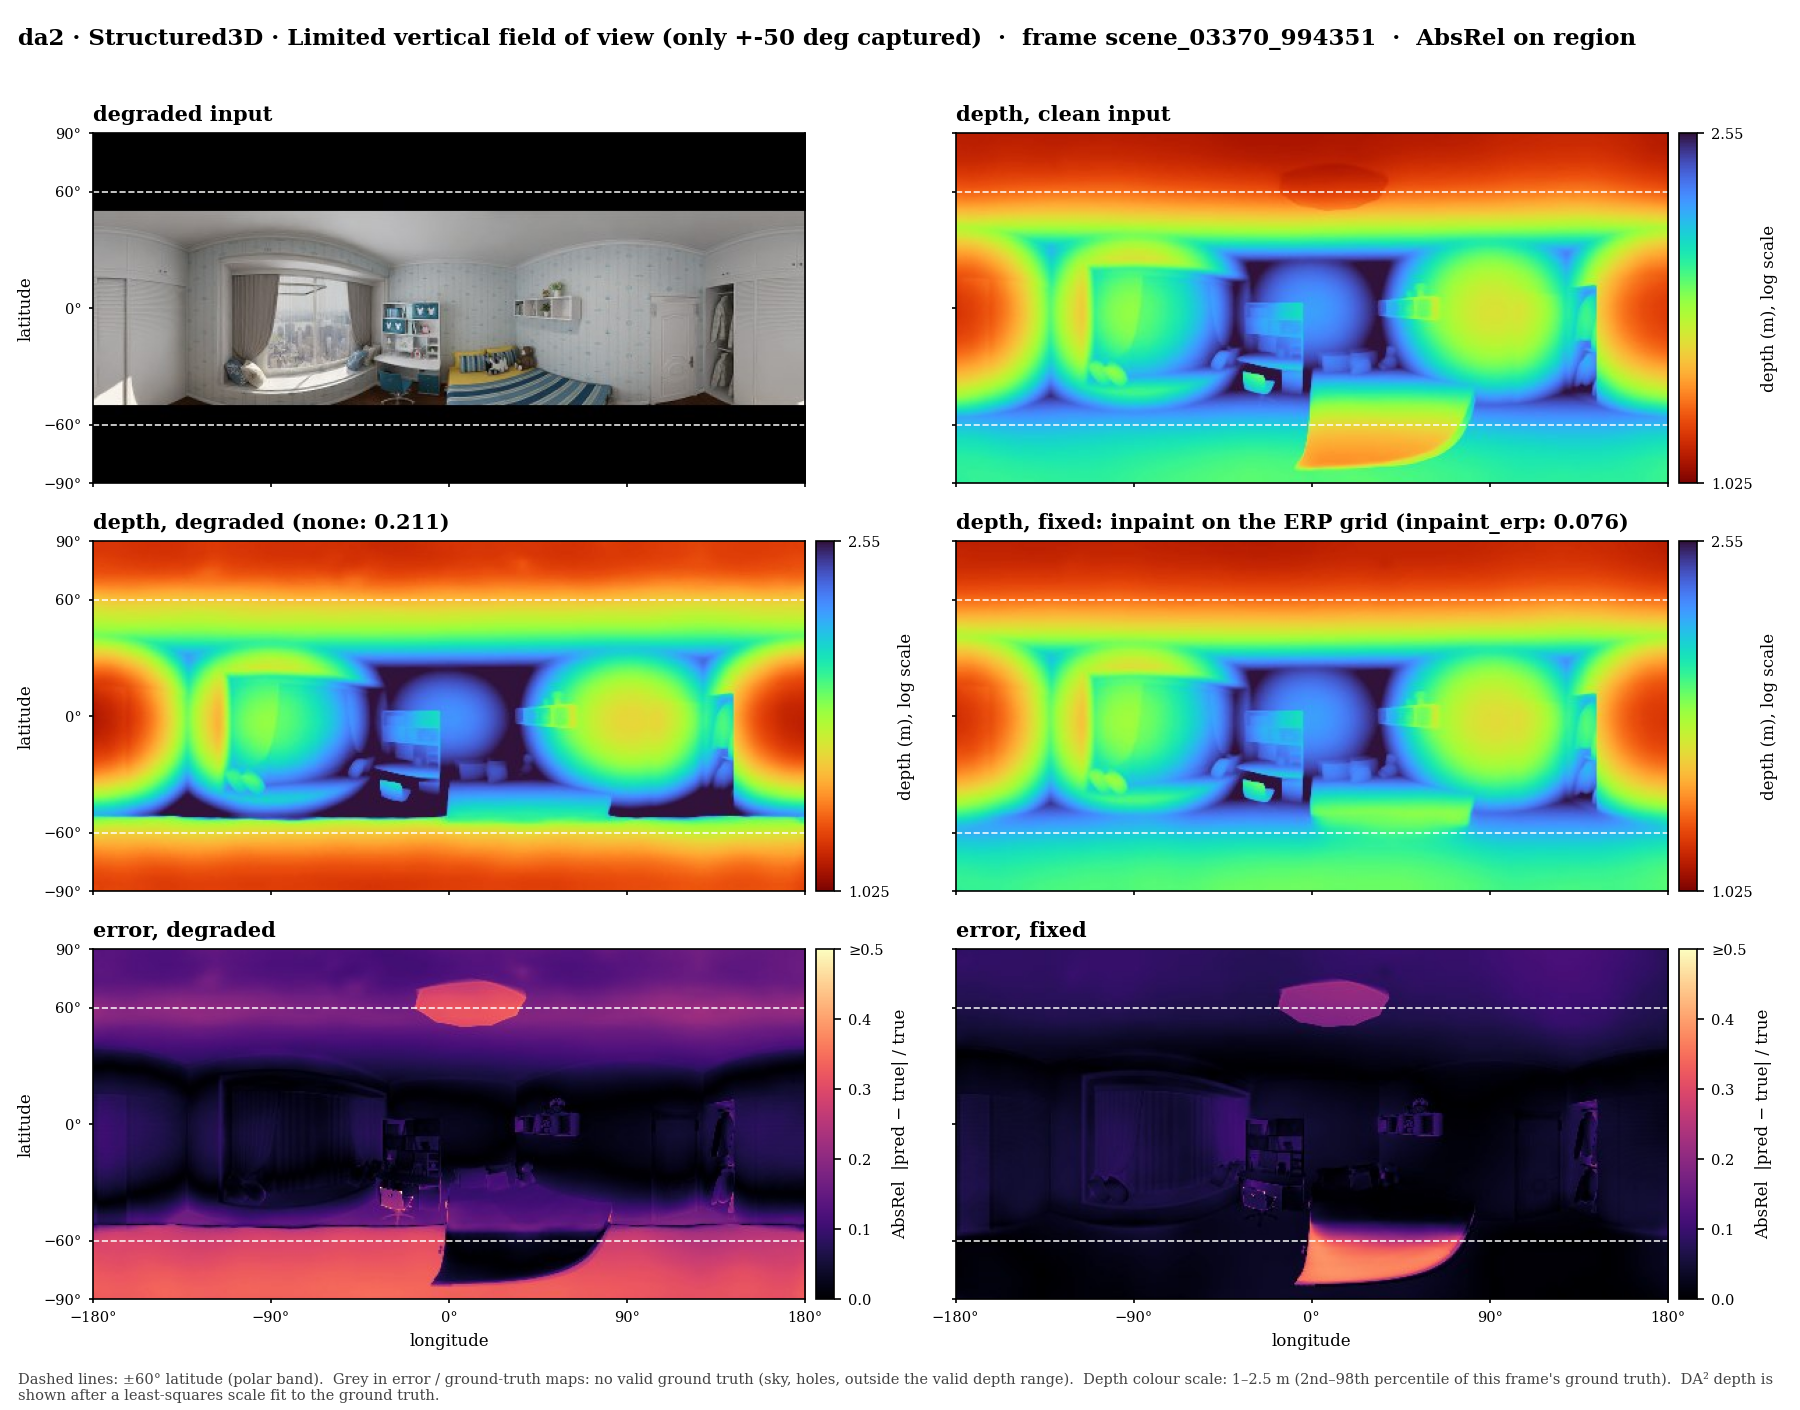 da2 · Structured3D · Limited vertical field of view (only +-50 deg captured) · frame scene_03370_994351 · AbsRel on region
degraded input
90°
60°
0°
−60°
−90°
latitude
depth, clean input
2.55
1.025
depth (m), log scale
depth, degraded (none: 0.211)
90°
60°
0°
−60°
−90°
latitude
2.55
1.025
depth (m), log scale
depth, fixed: inpaint on the ERP grid (inpaint_erp: 0.076)
2.55
1.025
depth (m), log scale
error, degraded
90°
60°
0°
−60°
−90°
latitude
−180°
−90°
0°
90°
180°
longitude
≥0.5
0.4
0.3
0.2
0.1
0.0
AbsRel |pred − true| / true
error, fixed
−180°
−90°
0°
90°
180°
longitude
≥0.5
0.4
0.3
0.2
0.1
0.0
AbsRel |pred − true| / true
Dashed lines: ±60° latitude (polar band). Grey in error / ground-truth maps: no valid ground truth (sky, holes, outside the valid depth range). Depth colour scale: 1–2.5 m (2nd–98th percentile of this frame's ground truth). DA² depth is
shown after a least-squares scale fit to the ground truth.